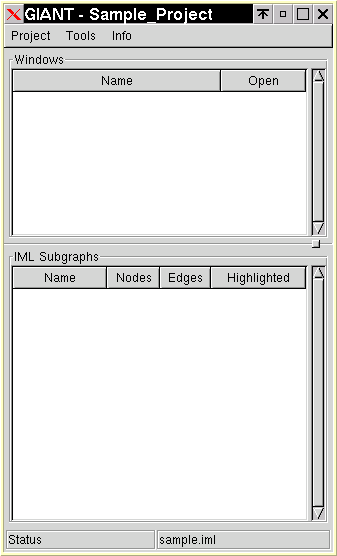 GIANT - Sample_Project
Project Tools Info
Windows
Name Open
IML Subgraphs
Name Nodes Edges Highlighted
Status sample.iml